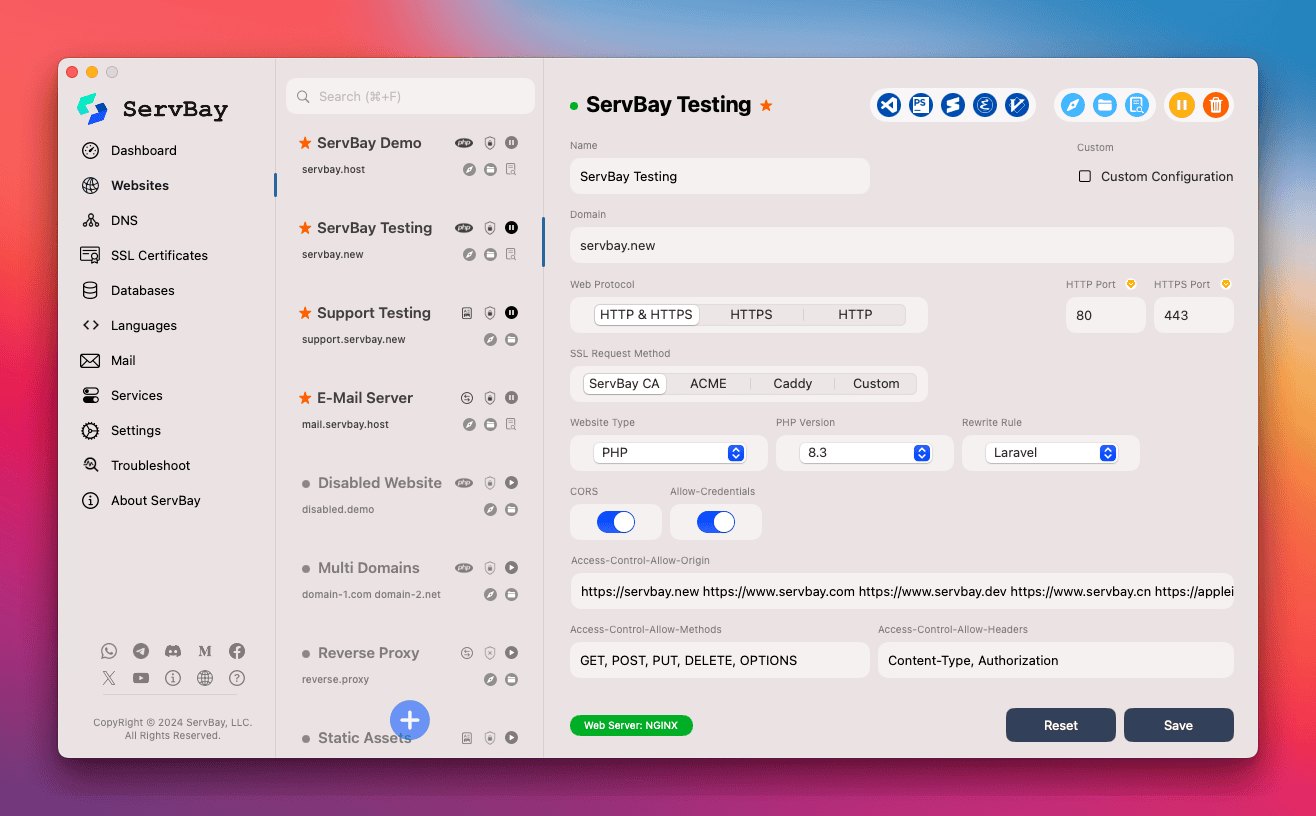 ServBay
Dashboard
Websites
DNS
SSL Certificates
Databases
Languages
Mail
Services
Settings
Troubleshoot
About ServBay
CopyRight © 2024 ServBay, LLC.
All Rights Reserved.
Search (⌘+F)
ServBay Demo
php
servbay.host
ServBay Testing
php
servbay.new
Support Testing
support.servbay.new
E-Mail Server
mail.servbay.host
Disabled Website
php
disabled.demo
Multi Domains
php
domain-1.com domain-2.net
Reverse Proxy
reverse.proxy
Static Assets
ServBay Testing
PS
Name
ServBay Testing
Custom
Custom Configuration
Domain
servbay.new
Web Protocol
HTTP & HTTPS HTTPS HTTP
HTTP Port
80
HTTPS Port
443
SSL Request Method
ServBay CA ACME Caddy Custom
Website Type
PHP
PHP Version
8.3
Rewrite Rule
Laravel
CORS
Allow-Credentials
Access-Control-Allow-Origin
https://servbay.new https://www.servbay.com https://www.servbay.dev https://www.servbay.cn https://applei
Access-Control-Allow-Methods
GET, POST, PUT, DELETE, OPTIONS
Access-Control-Allow-Headers
Content-Type, Authorization
Web Server: NGINX
Reset
Save